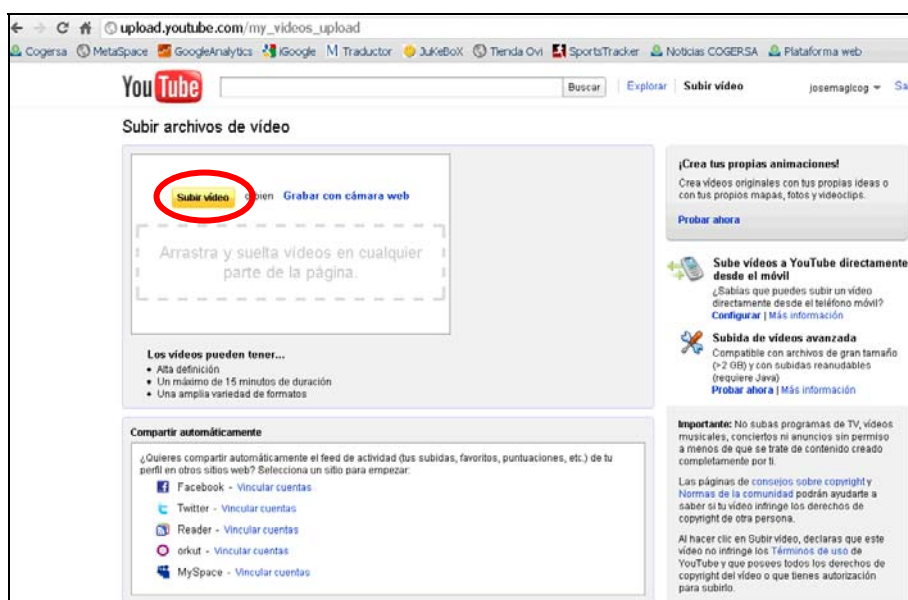 upload.youtube.com/my_videos_upload
Cogersa MetaSpace GoogleAnalytics iGoogle Traductor JuKeBoX Tienda Ovi SportsTracker Noticias COGERSA Plataforma web
YouTube Buscar Explorar Subir vídeo josemagicog Sa
Subir archivos de vídeo
Subir vídeo o bien Grabar con cámara web
Arrastra y suelta vídeos en cualquier
parte de la página.
Los vídeos pueden tener...
• Alta definición
• Un máximo de 15 minutos de duración
• Una amplia variedad de formatos
Compartir automáticamente
¿Quieres compartir automáticamente el feed de actividad (tus subidas, favoritos, puntuaciones, etc.) de tu
perfil en otros sitios web? Selecciona un sitio para empezar:
Facebook - Vincular cuentas
Twitter - Vincular cuentas
Reader - Vincular cuentas
orkut - Vincular cuentas
MySpace - Vincular cuentas
¡Crea tus propias animaciones!
Crea vídeos originales con tus propias ideas o
con tus propios mapas, fotos y videoclips.
Probar ahora
Sube vídeos a YouTube directamente
desde el móvil
¿Sabías que puedes subir un vídeo
directamente desde el teléfono móvil?
Configurar | Más información
Subida de vídeos avanzada
Compatible con archivos de gran tamaño
(>2 GB) y con subidas reanudables
(requiere Java)
Probar ahora | Más información
Importante: No subas programas de TV, vídeos
musicales, conciertos ni anuncios sin permiso
a menos de que se trate de contenido creado
completamente por ti.
Las páginas de consejos sobre copyright y
Normas de la comunidad podrán ayudarte a
saber si tu vídeo infringe los derechos de
copyright de otra persona.
Al hacer clic en Subir vídeo, declaras que este
vídeo no infringe los Términos de uso de
YouTube y que posees todos los derechos de
copyright del vídeo o que tienes autorización
para subirlo.